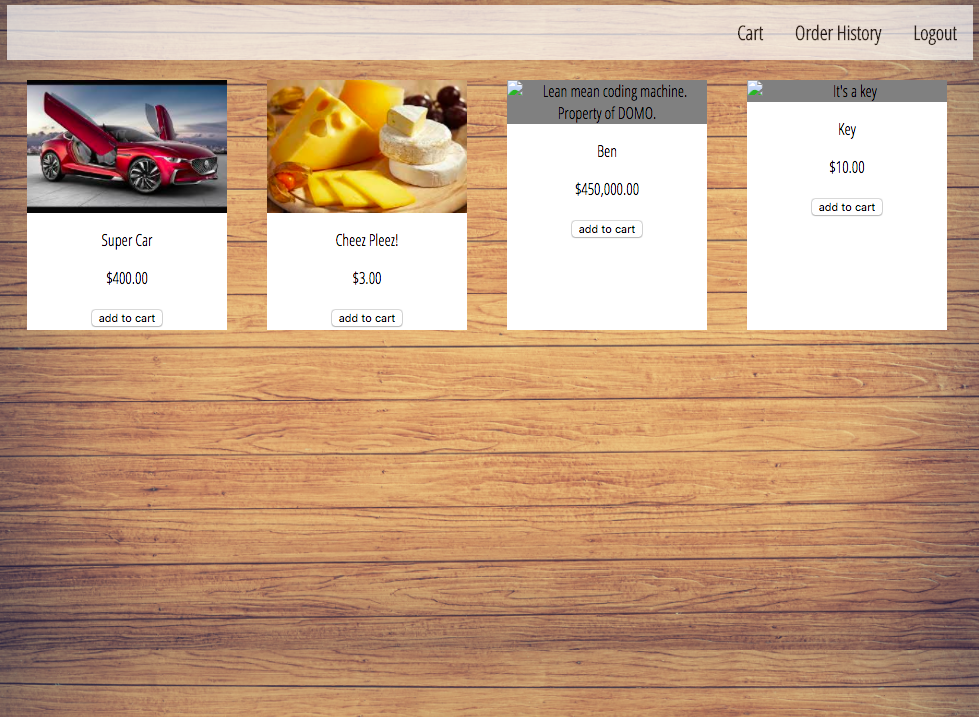 Cart Order History Logout
Super Car
$400.00
add to cart
Cheez Pleez!
$3.00
add to cart
Lean mean coding machine.
Property of DOMO.
Ben
$450,000.00
add to cart
It's a key
Key
$10.00
add to cart